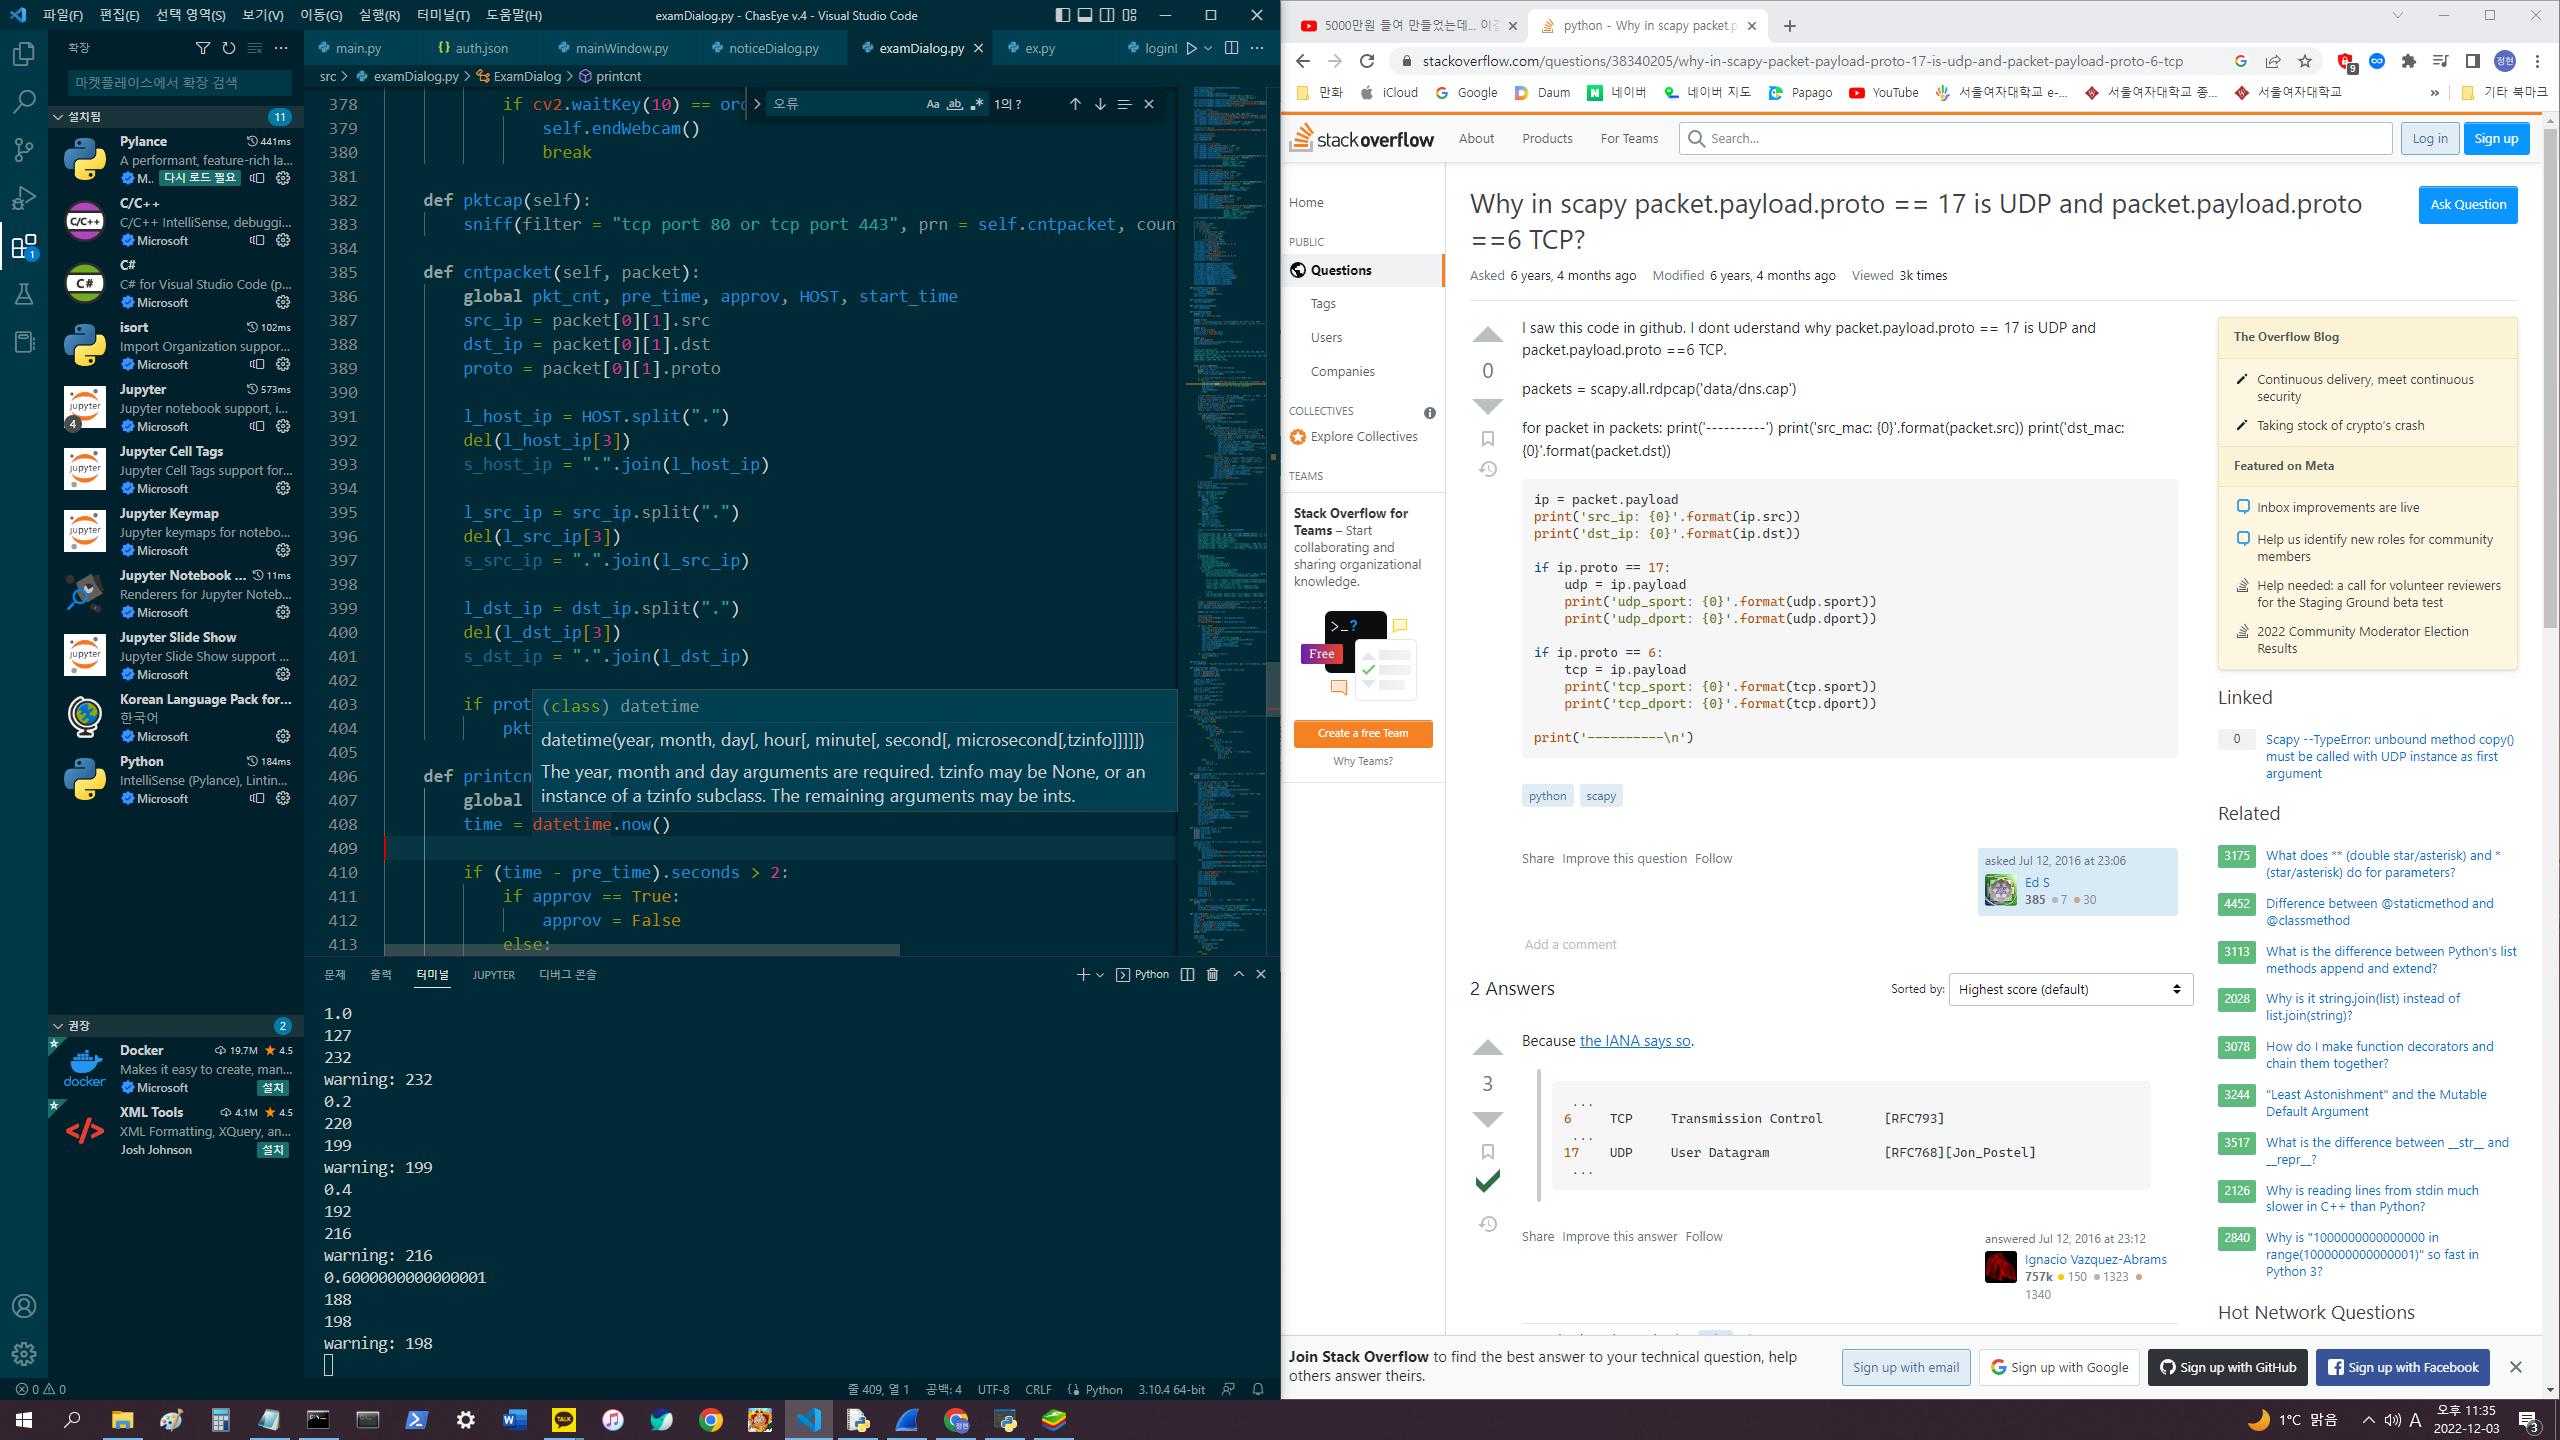 파일(F) 편집(E) 선택 영역(S) 보기(V) 이동(G) 실행(R) 터미널(T) 도움말(H) examDialog.py - ChasEye v.4 - Visual Studio Code
확장
마켓플레이스에서 확장 검색
설치됨 11
Pylance 441ms
A performant, feature-rich la...
M.. 다시 로드 필요
C/C++
C/C++ IntelliSense, debuggi...
Microsoft
C#
C# for Visual Studio Code (p...
Microsoft
isort 102ms
Import Organization suppor...
Microsoft
Jupyter 573ms
Jupyter notebook support, i...
Microsoft
4
Jupyter Cell Tags
Jupyter Cell Tags support for...
Microsoft
Jupyter Keymap
Jupyter keymaps for notebo...
Microsoft
Jupyter Notebook ... 11ms
Renderers for Jupyter Noteb...
Microsoft
Jupyter Slide Show
Jupyter Slide Show support ...
Microsoft
Korean Language Pack for...
한국어
Microsoft
Python 184ms
IntelliSense (Pylance), Lintin...
Microsoft
권장 2
Docker 19.7M 4.5
Makes it easy to create, man...
Microsoft 설치
XML Tools 4.1M 4.5
XML Formatting, XQuery, an...
Josh Johnson 설치
main.py auth.json mainWindow.py noticeDialog.py examDialog.py ex.py loginI
src > examDialog.py > ExamDialog > printcnt
오류 Aa ab 1의 ?
378 if cv2.waitKey(10) == orc
379 self.endWebcam()
380 break
381
382 def pktcap(self):
383 sniff(filter = "tcp port 80 or tcp port 443", prn = self.cntpacket, coun
384
385 def cntpacket(self, packet):
386 global pkt_cnt, pre_time, approv, HOST, start_time
387 src_ip = packet[0][1].src
388 dst_ip = packet[0][1].dst
389 proto = packet[0][1].proto
390
391 l_host_ip = HOST.split(".")
392 del(l_host_ip[3])
393 s_host_ip = ".".join(l_host_ip)
394
395 l_src_ip = src_ip.split(".")
396 del(l_src_ip[3])
397 s_src_ip = ".".join(l_src_ip)
398
399 l_dst_ip = dst_ip.split(".")
400 del(l_dst_ip[3])
401 s_dst_ip = ".".join(l_dst_ip)
402
403 if prot
404 pkt
405
406 def printcn
407 global
408 time = datetime.now()
409
410 if (time - pre_time).seconds > 2:
411 if approv == True:
412 approv = False
413 else:
(class) datetime
datetime(year, month, day[, hour[, minute[, second[, microsecond[,tzinfo]]]]])
The year, month and day arguments are required. tzinfo may be None, or an
instance of a tzinfo subclass. The remaining arguments may be ints.
문제 출력 터미널 JUPYTER 디버그 콘솔 Python
1.0
127
232
warning: 232
0.2
220
199
warning: 199
0.4
192
216
warning: 216
0.6000000000000001
188
198
warning: 198
0 0 줄 409, 열 1 공백: 4 UTF-8 CRLF Python 3.10.4 64-bit
5000만원 들여 만들었는데... python - Why in scapy packet.p
stackoverflow.com/questions/38340205/why-in-scapy-packet-payload-proto-17-is-udp-and-packet-payload-proto-6-tcp
9 정현
만화 iCloud Google Daum 네이버 네이버 지도 Papago YouTube 서울여자대학교 e-... 서울여자대학교 종... 서울여자대학교 » 기타 북마크
stackoverflow About Products For Teams Search... Log in Sign up
Home
PUBLIC
Questions
Tags
Users
Companies
COLLECTIVES
Explore Collectives
TEAMS
Stack Overflow for
Teams – Start
collaborating and
sharing organizational
knowledge.
>_?
Free
Create a free Team
Why Teams?
Why in scapy packet.payload.proto == 17 is UDP and packet.payload.proto
==6 TCP?
Ask Question
Asked 6 years, 4 months ago Modified 6 years, 4 months ago Viewed 3k times
0
I saw this code in github. I dont uderstand why packet.payload.proto == 17 is UDP and
packet.payload.proto ==6 TCP.
packets = scapy.all.rdpcap('data/dns.cap')
for packet in packets: print('----------') print('src_mac: {0}'.format(packet.src)) print('dst_mac:
{0}'.format(packet.dst))
ip = packet.payload
print('src_ip: {0}'.format(ip.src))
print('dst_ip: {0}'.format(ip.dst))
if ip.proto == 17:
udp = ip.payload
print('udp_sport: {0}'.format(udp.sport))
print('udp_dport: {0}'.format(udp.dport))
if ip.proto == 6:
tcp = ip.payload
print('tcp_sport: {0}'.format(tcp.sport))
print('tcp_dport: {0}'.format(tcp.dport))
print('----------\n')
python scapy
Share Improve this question Follow
asked Jul 12, 2016 at 23:06
Ed S
385 7 30
Add a comment
2 Answers
Sorted by: Highest score (default)
3
Because the IANA says so.
...
6 TCP Transmission Control [RFC793]
...
17 UDP User Datagram [RFC768][Jon_Postel]
...
Share Improve this answer Follow
answered Jul 12, 2016 at 23:12
Ignacio Vazquez-Abrams
757k 150 1323
1340
The Overflow Blog
Continuous delivery, meet continuous
security
Taking stock of crypto's crash
Featured on Meta
Inbox improvements are live
Help us identify new roles for community
members
Help needed: a call for volunteer reviewers
for the Staging Ground beta test
2022 Community Moderator Election
Results
Linked
0 Scapy --TypeError: unbound method copy()
must be called with UDP instance as first
argument
Related
3175 What does ** (double star/asterisk) and *
(star/asterisk) do for parameters?
4452 Difference between @staticmethod and
@classmethod
3113 What is the difference between Python's list
methods append and extend?
2028 Why is it string.join(list) instead of
list.join(string)?
3078 How do I make function decorators and
chain them together?
3244 "Least Astonishment" and the Mutable
Default Argument
3517 What is the difference between __str__ and
__repr__?
2126 Why is reading lines from stdin much
slower in C++ than Python?
2840 Why is "1000000000000000 in
range(1000000000000001)" so fast in
Python 3?
Hot Network Questions
Join Stack Overflow to find the best answer to your technical question, help
others answer theirs.
Sign up with email Sign up with Google Sign up with GitHub Sign up with Facebook
1°C 맑음 A 오후 11:35
2022-12-03
3